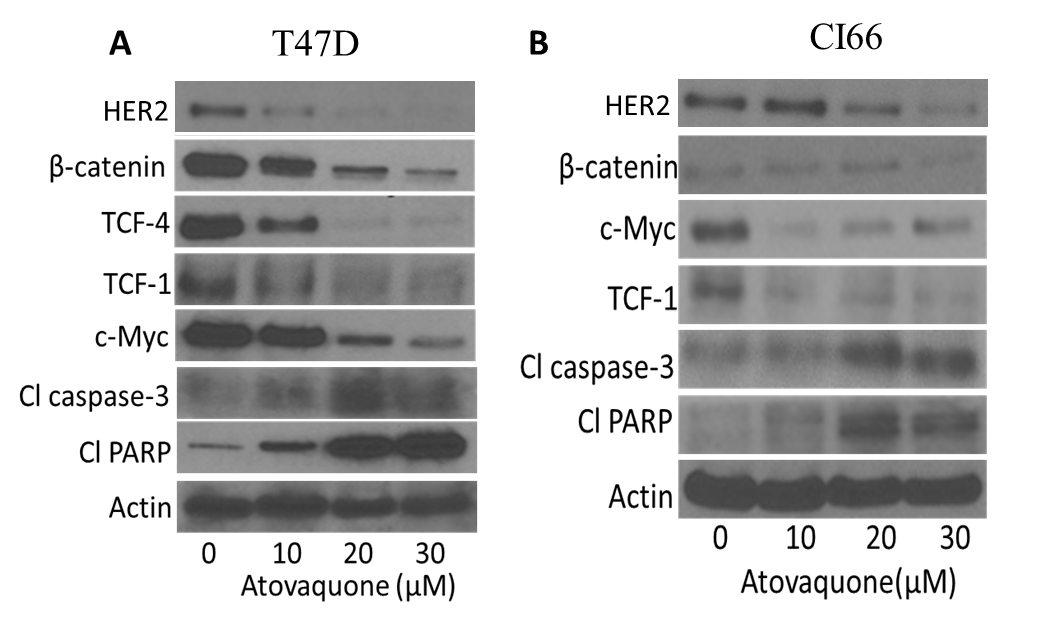 A T47D
HER2
β-catenin
TCF-4
TCF-1
c-Myc
Cl caspase-3
Cl PARP
Actin
0 10 20 30
Atovaquone (μM)
B CI66
HER2
β-catenin
c-Myc
TCF-1
Cl caspase-3
Cl PARP
Actin
0 10 20 30
Atovaquone(μM)